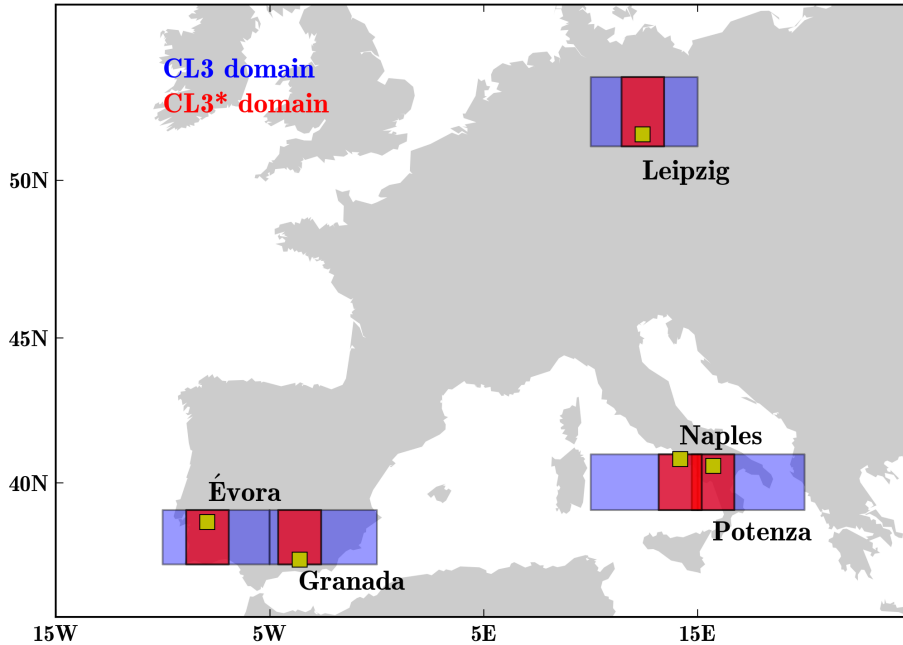 CL3 domain
CL3* domain
Leipzig
50N
45N
Naples
40N
Évora
Potenza
Granada
15W
5W
5E
15E